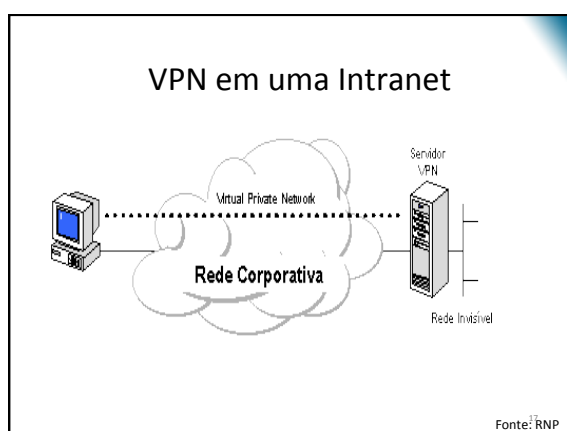 VPN em uma Intranet
Servidor
VPN
Virtual Private Network
Rede Corporativa
Rede Invisível
17
Fonte: RNP